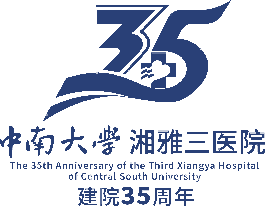 35
中南大学 湘雅三医院
The 35th Anniversary of the Third Xiangya Hospital
of Central South University
建院35周年